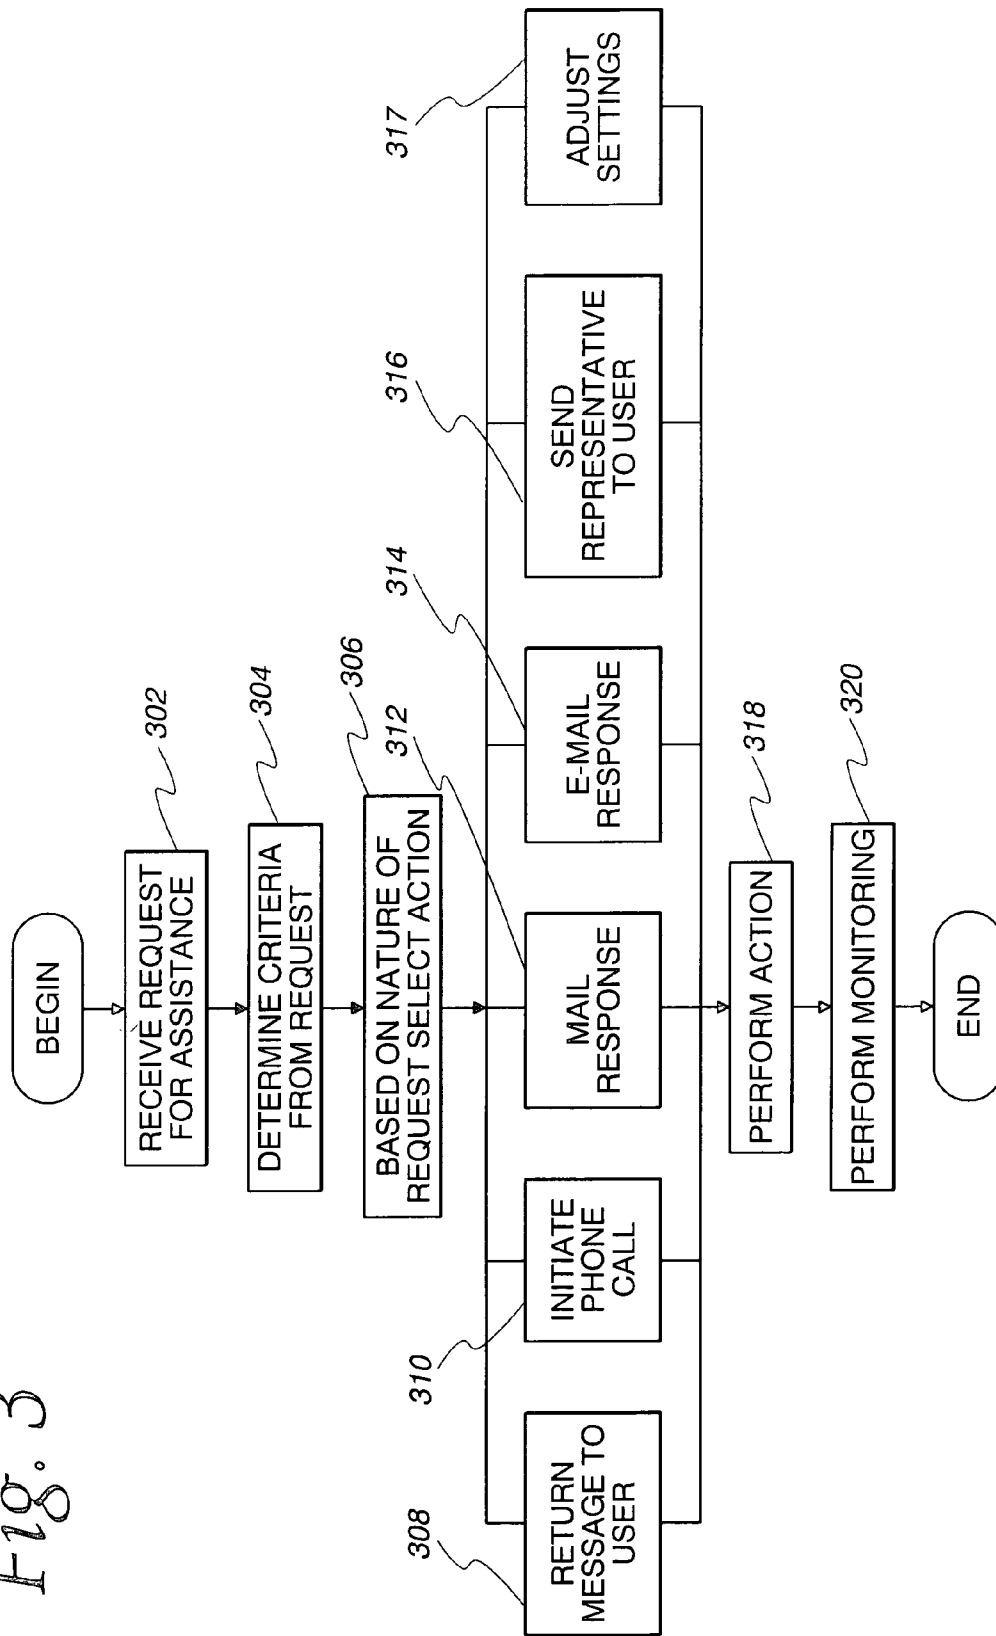 Fig. 3
BEGIN
RECEIVE REQUEST
FOR ASSISTANCE
302
DETERMINE CRITERIA
FROM REQUEST
304
BASED ON NATURE OF
REQUEST SELECT ACTION
306
308
RETURN
MESSAGE TO
USER
310
INITIATE
PHONE
CALL
312
MAIL
RESPONSE
314
E-MAIL
RESPONSE
316
SEND
REPRESENTATIVE
TO USER
317
ADJUST
SETTINGS
PERFORM ACTION
318
PERFORM MONITORING
320
END